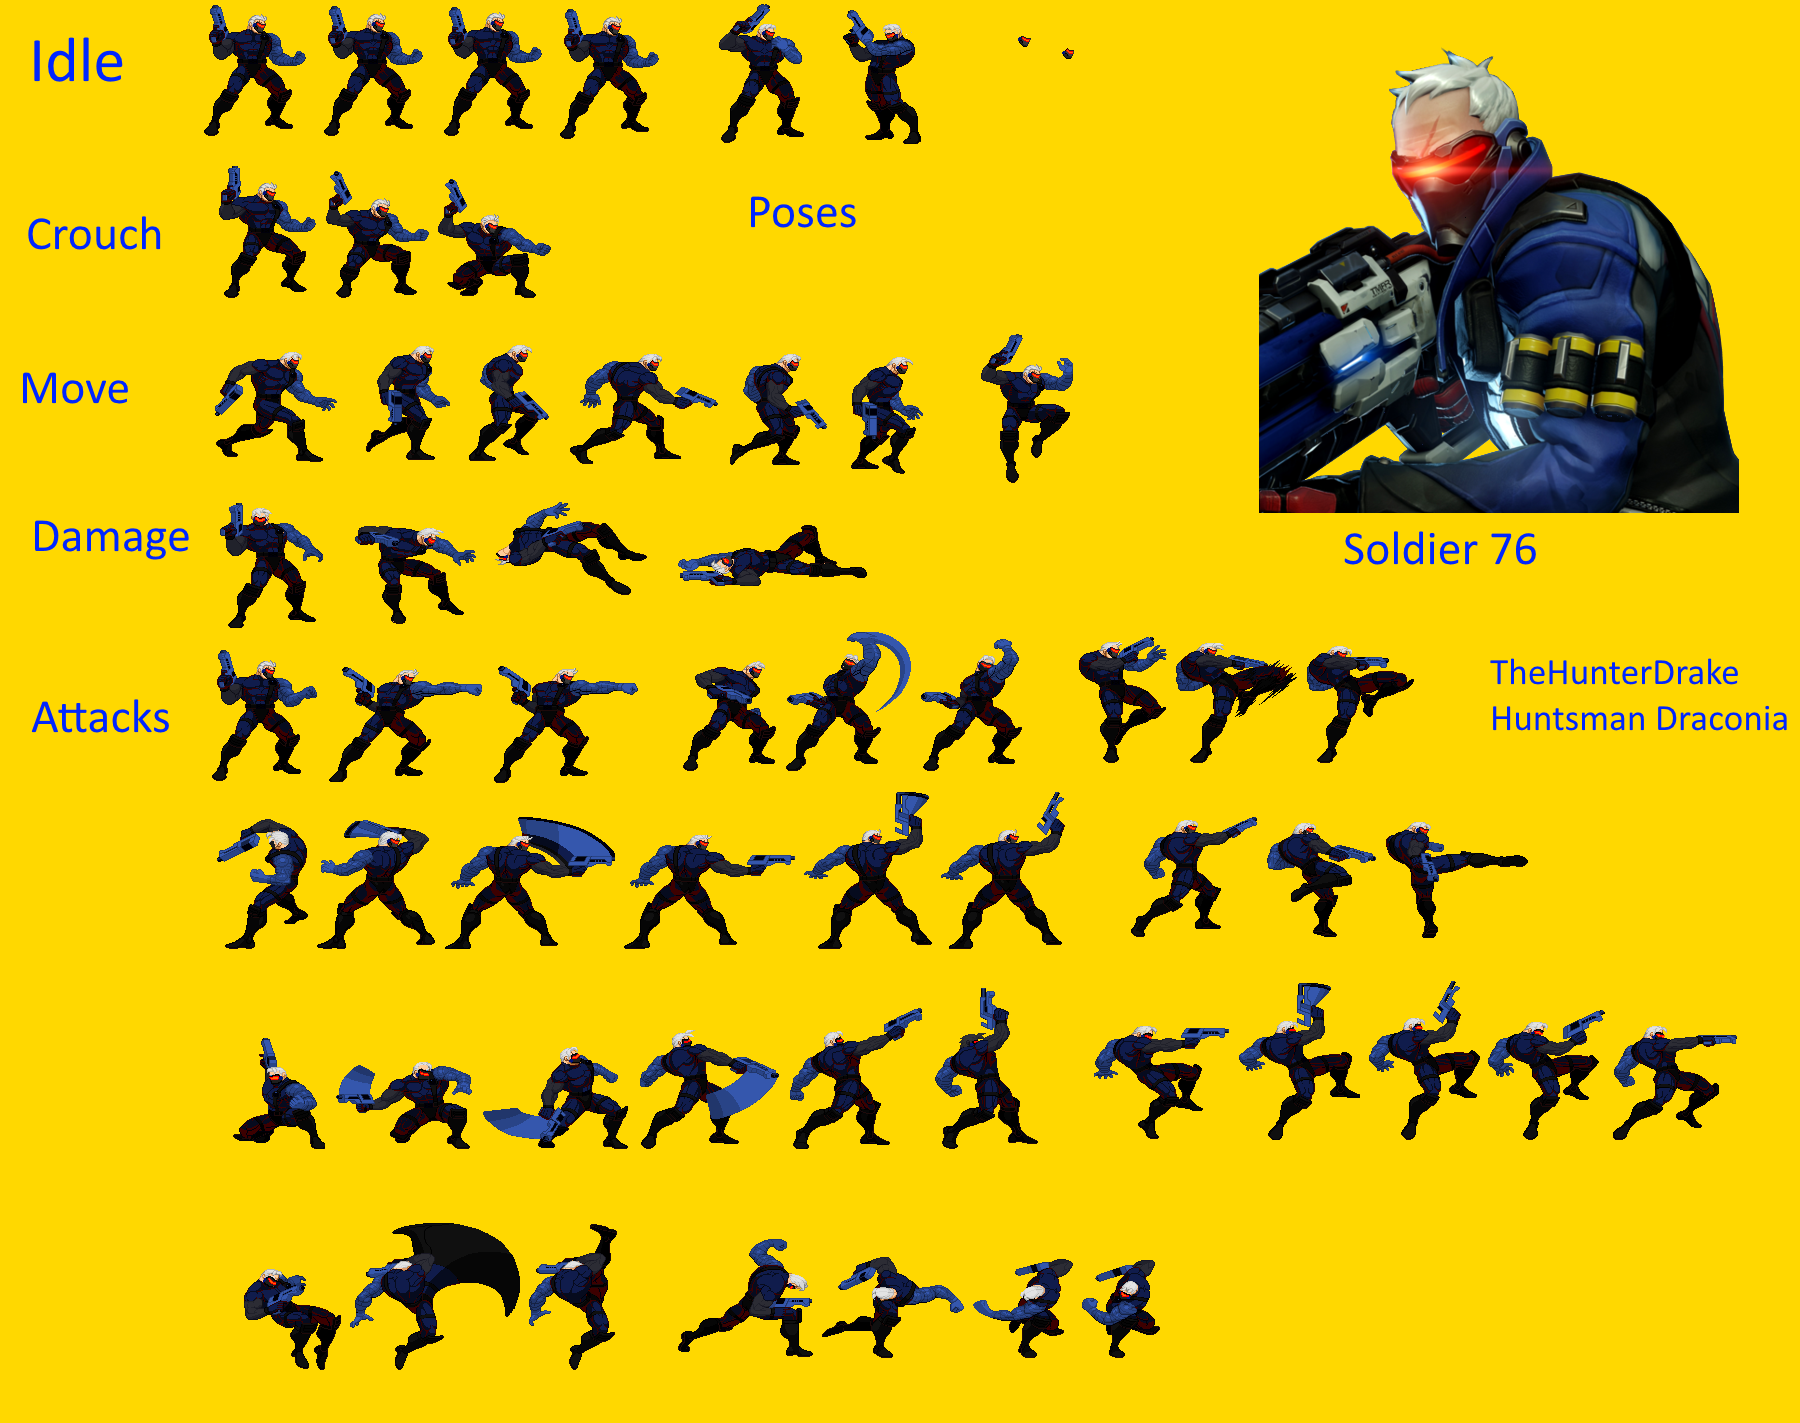 Idle
Poses
Crouch
Move
Damage
Soldier 76
Attacks
TheHunterDrake
Huntsman Draconia